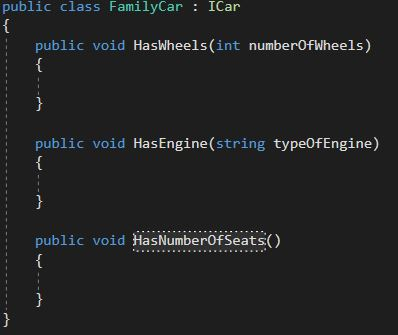 public class FamilyCar : ICar
{
public void HasWheels(int numberOfWheels)
{
}
public void HasEngine(string typeOfEngine)
{
}
public void HasNumberOfSeats()
{
}
}